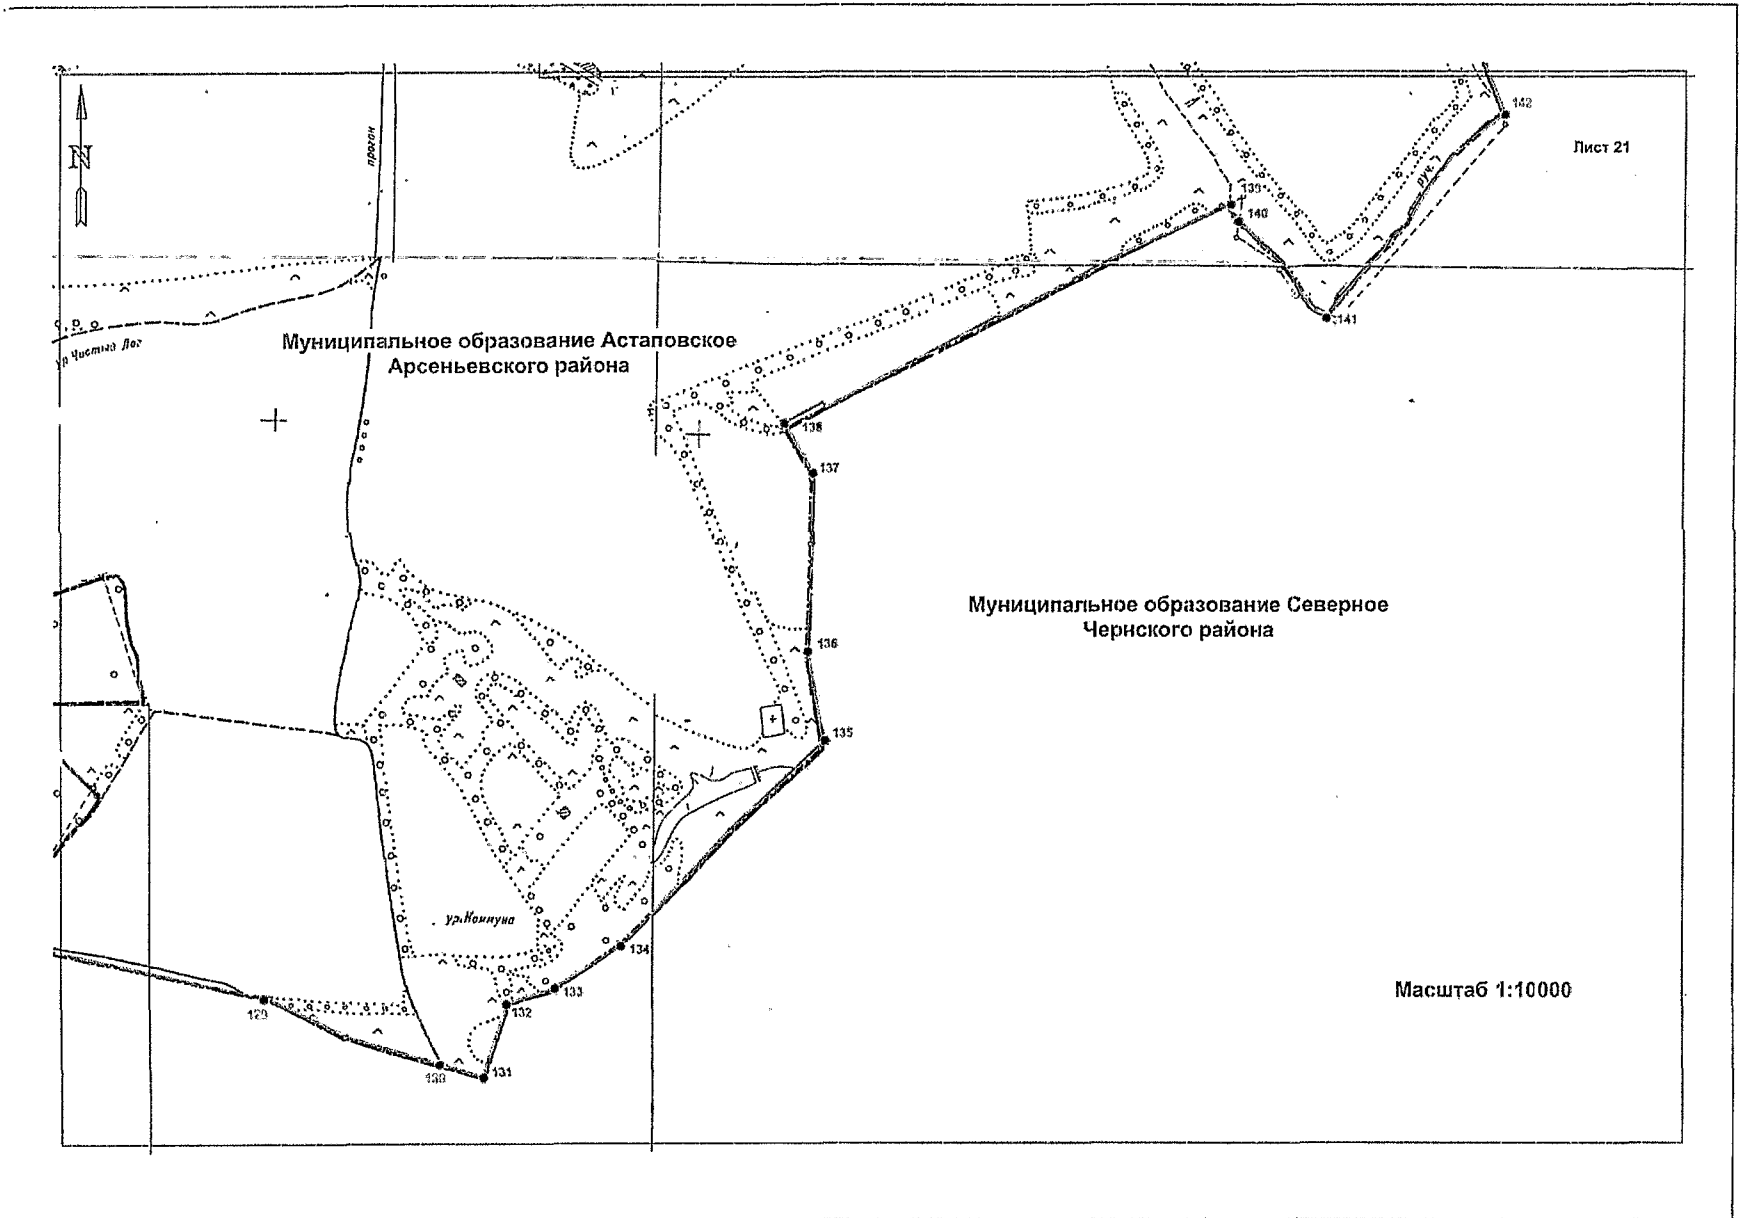 142
Лист 21
N
прогон
139
140
руч.
141
Муниципальное образование Астаповское
Арсеньевского района
ур.Чистый Лог
138
137
Муниципальное образование Северное
Чернского района
136
135
ур.Коммуна
134
Масштаб 1:10000
133
132
129
131
130